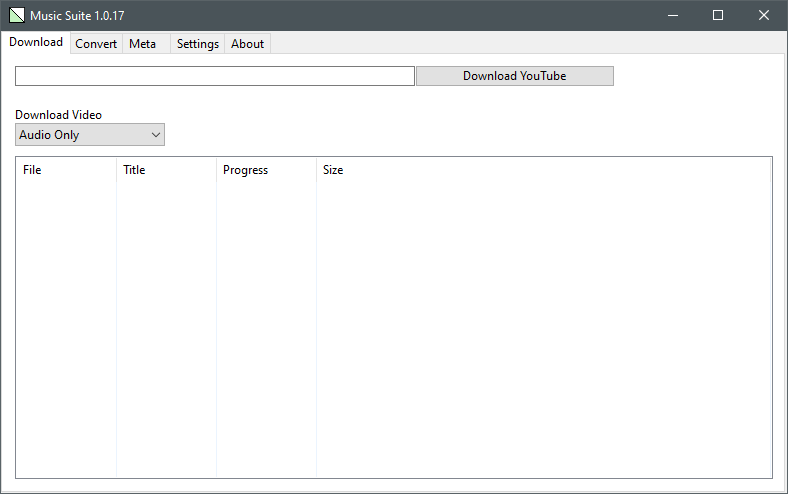 Music Suite 1.0.17
Download Convert Meta Settings About
Download YouTube
Download Video
Audio Only
File Title Progress Size